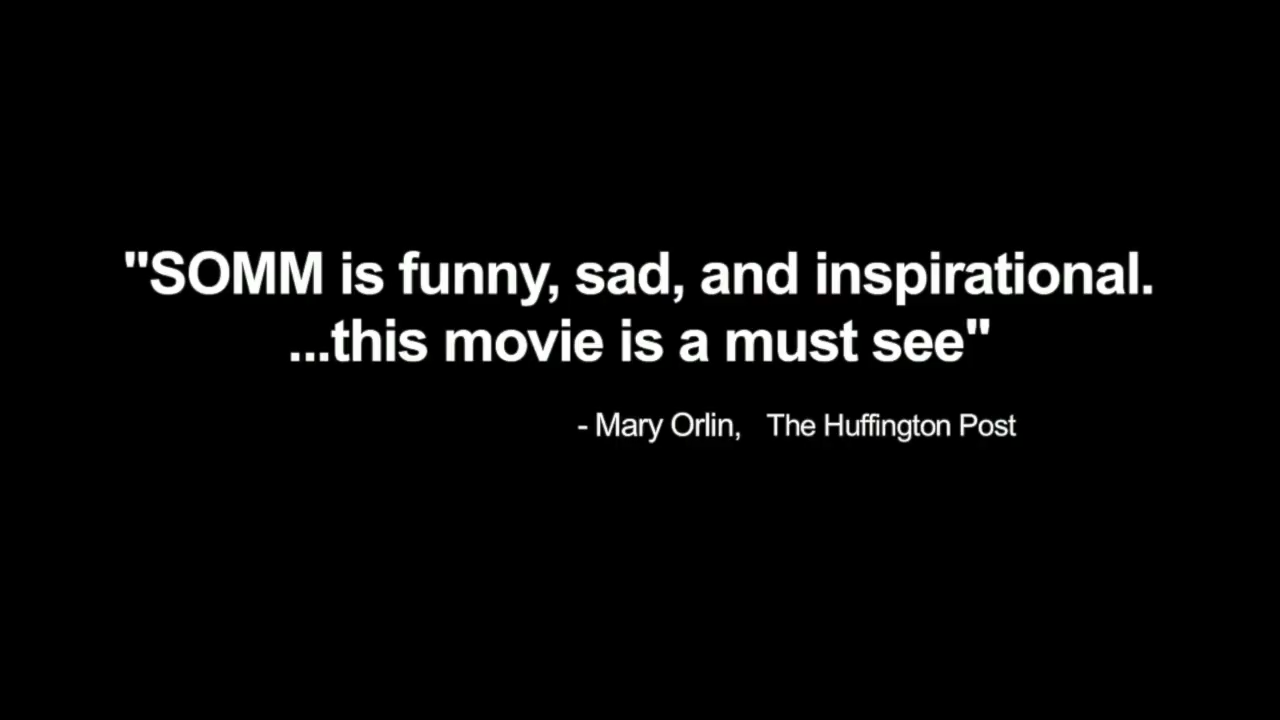 "SOMM is funny, sad, and inspirational.
...this movie is a must see"
- Mary Orlin, The Huffington Post